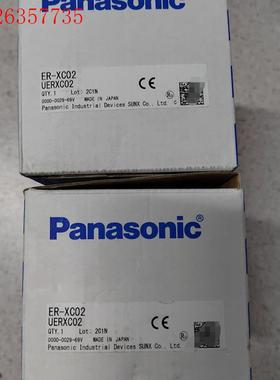 26357735
Panasonic
ER-XC02
UERXC02
QTY.1 Lot: 2C1N
0000-0029-69V MADE IN JAPAN
Panasonic Industrial Devices SUNX Co., Ltd.
CE
Panasonic®
ER-XC02
UERXC02
QTY.1 Lot: 2C1N
0000-0029-69V MADE IN JAPAN
Panasonic Industrial Devices SUNX Co., Ltd.
CE